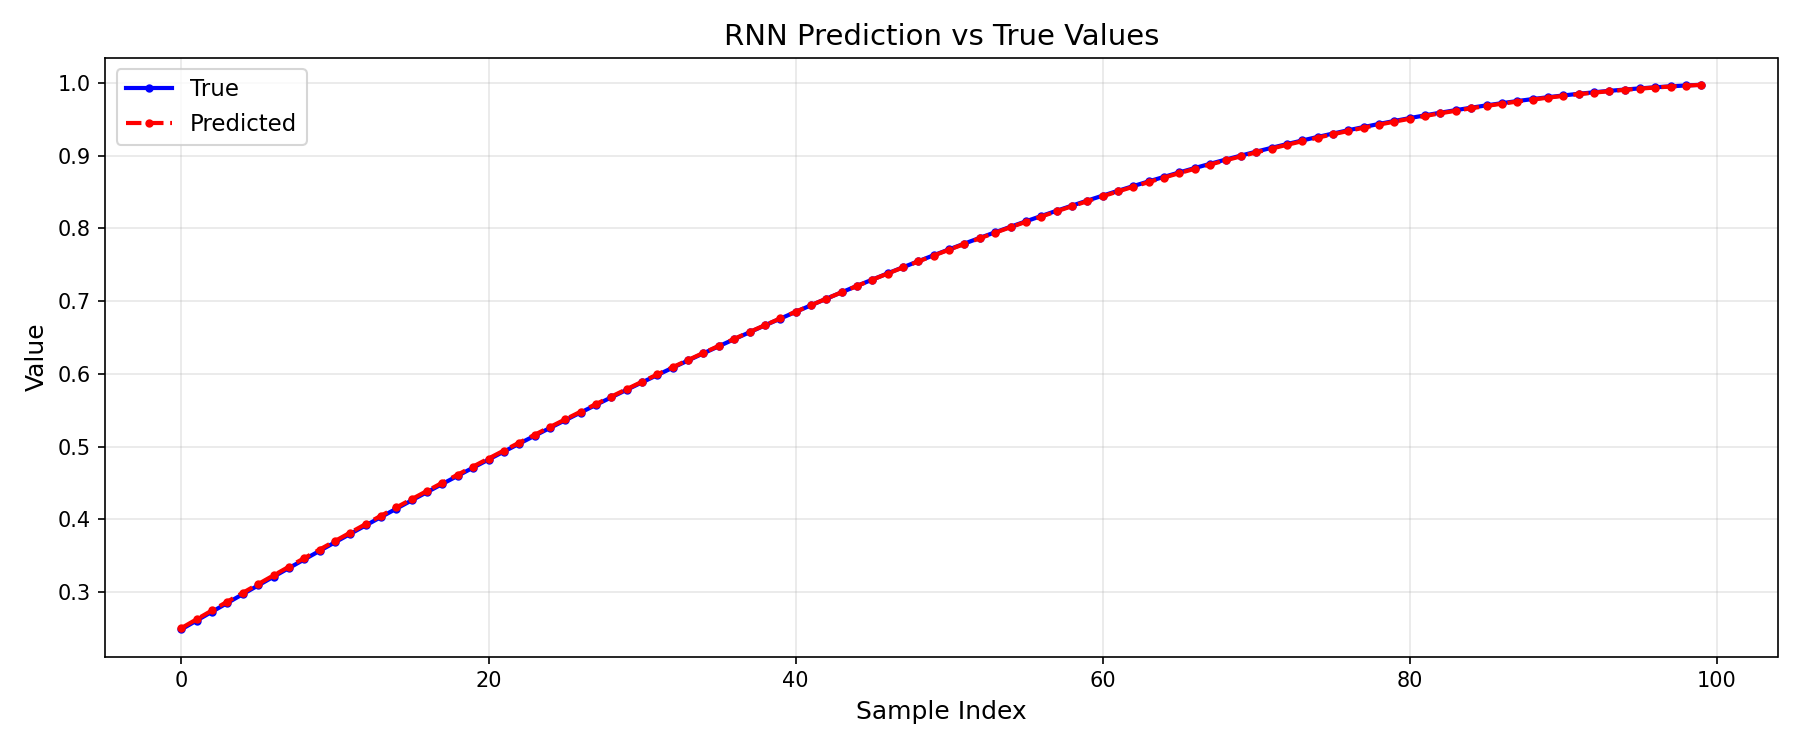 RNN Prediction vs True Values
True
Predicted
1.0
0.9
0.8
0.7
0.6
0.5
0.4
0.3
Value
0 20 40 60 80 100
Sample Index